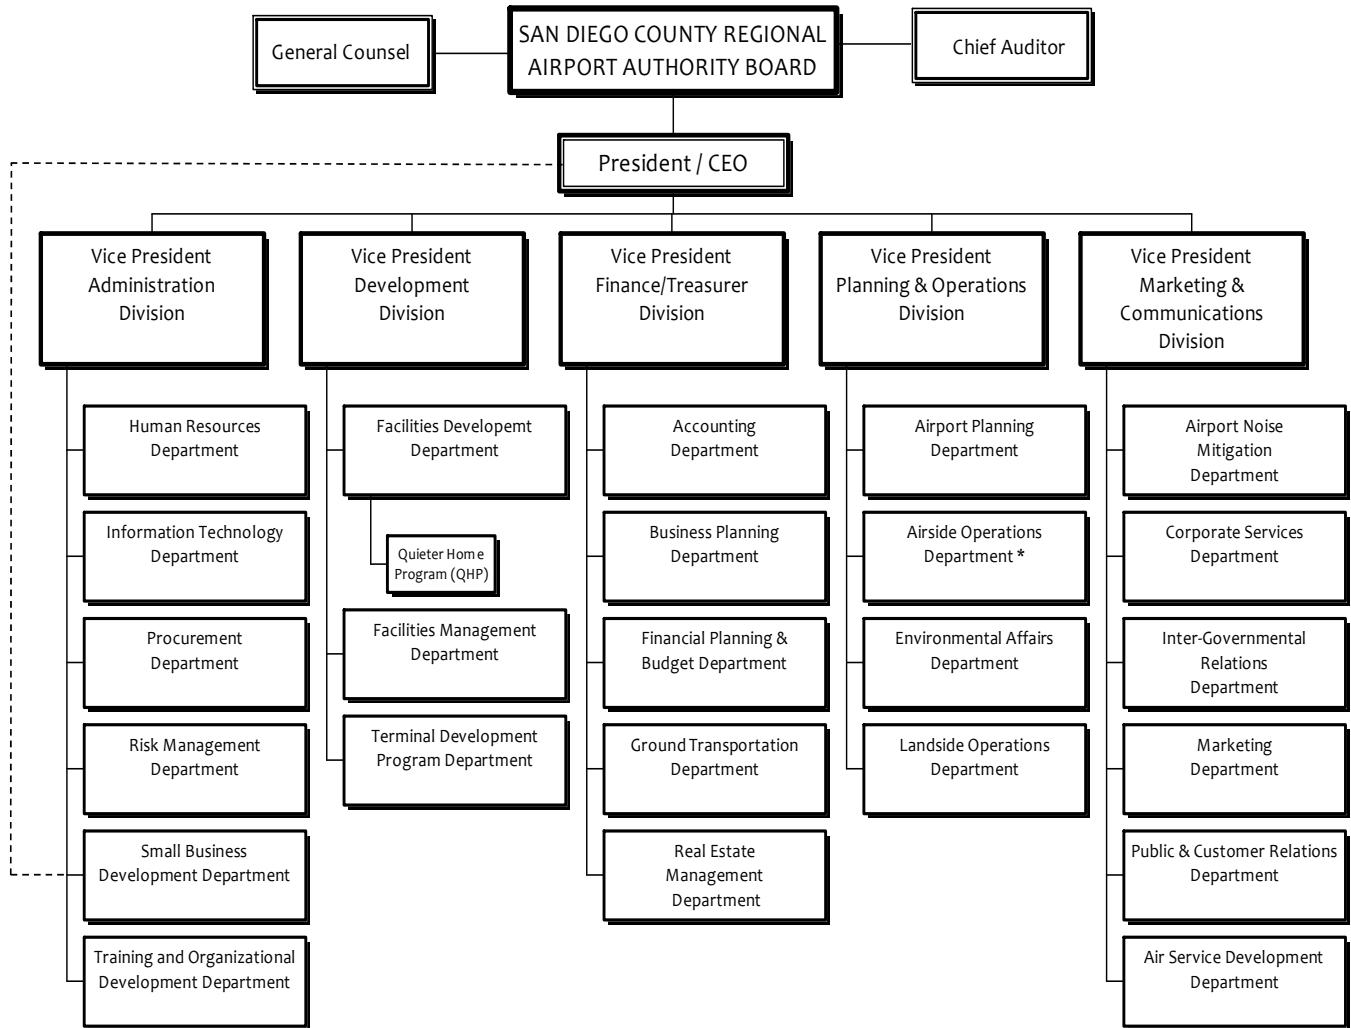 General Counsel
SAN DIEGO COUNTY REGIONAL
AIRPORT AUTHORITY BOARD
Chief Auditor
President / CEO
Vice President
Administration
Division
Vice President
Development
Division
Vice President
Finance/Treasurer
Division
Vice President
Planning & Operations
Division
Vice President
Marketing &
Communications
Division
Human Resources
Department
Information Technology
Department
Procurement
Department
Risk Management
Department
Small Business
Development Department
Training and Organizational
Development Department
Facilities Developemt
Department
Quieter Home
Program (QHP)
Facilities Management
Department
Terminal Development
Program Department
Accounting
Department
Business Planning
Department
Financial Planning &
Budget Department
Ground Transportation
Department
Real Estate
Management
Department
Airport Planning
Department
Airside Operations
Department *
Environmental Affairs
Department
Landside Operations
Department
Airport Noise
Mitigation
Department
Corporate Services
Department
Inter-Governmental
Relations
Department
Marketing
Department
Public & Customer Relations
Department
Air Service Development
Department